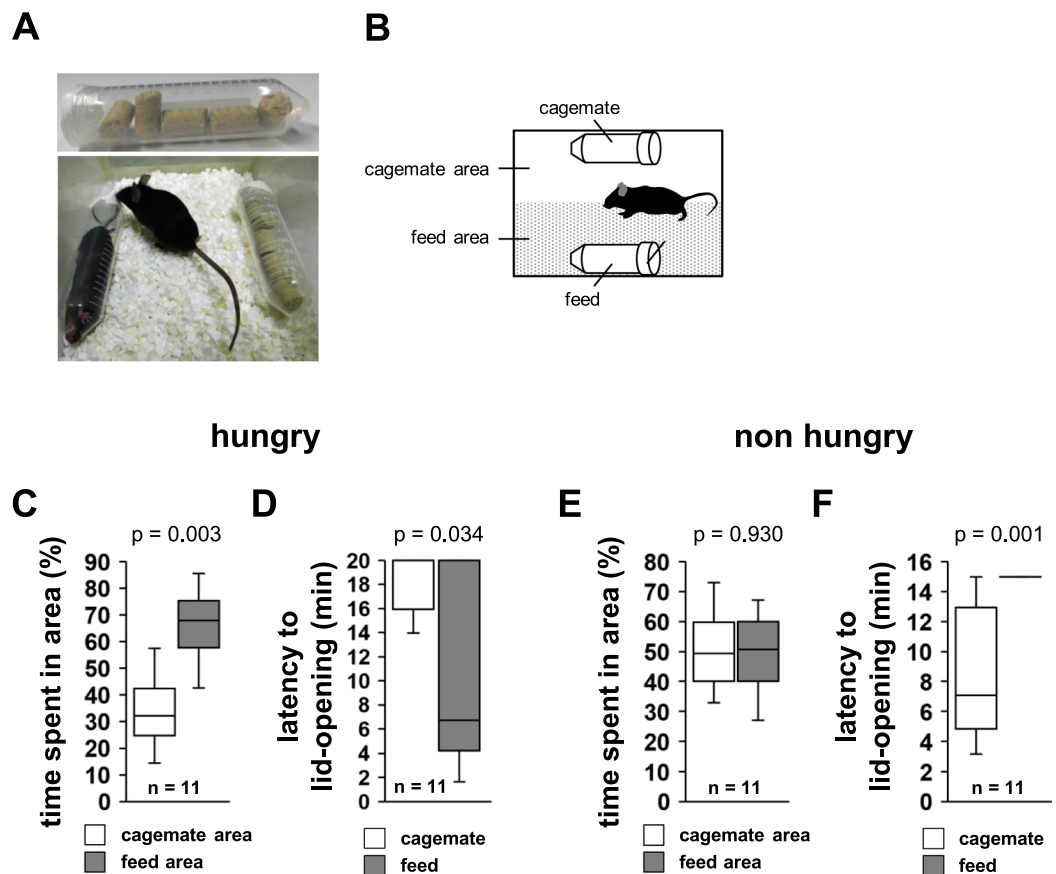 A
B
cagemate
cagemate area
feed area
feed
hungry
non hungry
C
p = 0.003
time spent in area (%)
90
80
70
60
50
40
30
20
10
0
n = 11
cagemate area
feed area
D
p = 0.034
latency to
lid-opening (min)
20
18
16
14
12
10
8
6
4
2
0
n = 11
cagemate
feed
E
p = 0.930
time spent in area (%)
80
70
60
50
40
30
20
10
0
n = 11
cagemate area
feed area
F
p = 0.001
latency to
lid-opening (min)
16
14
12
10
8
6
4
2
0
n = 11
cagemate
feed